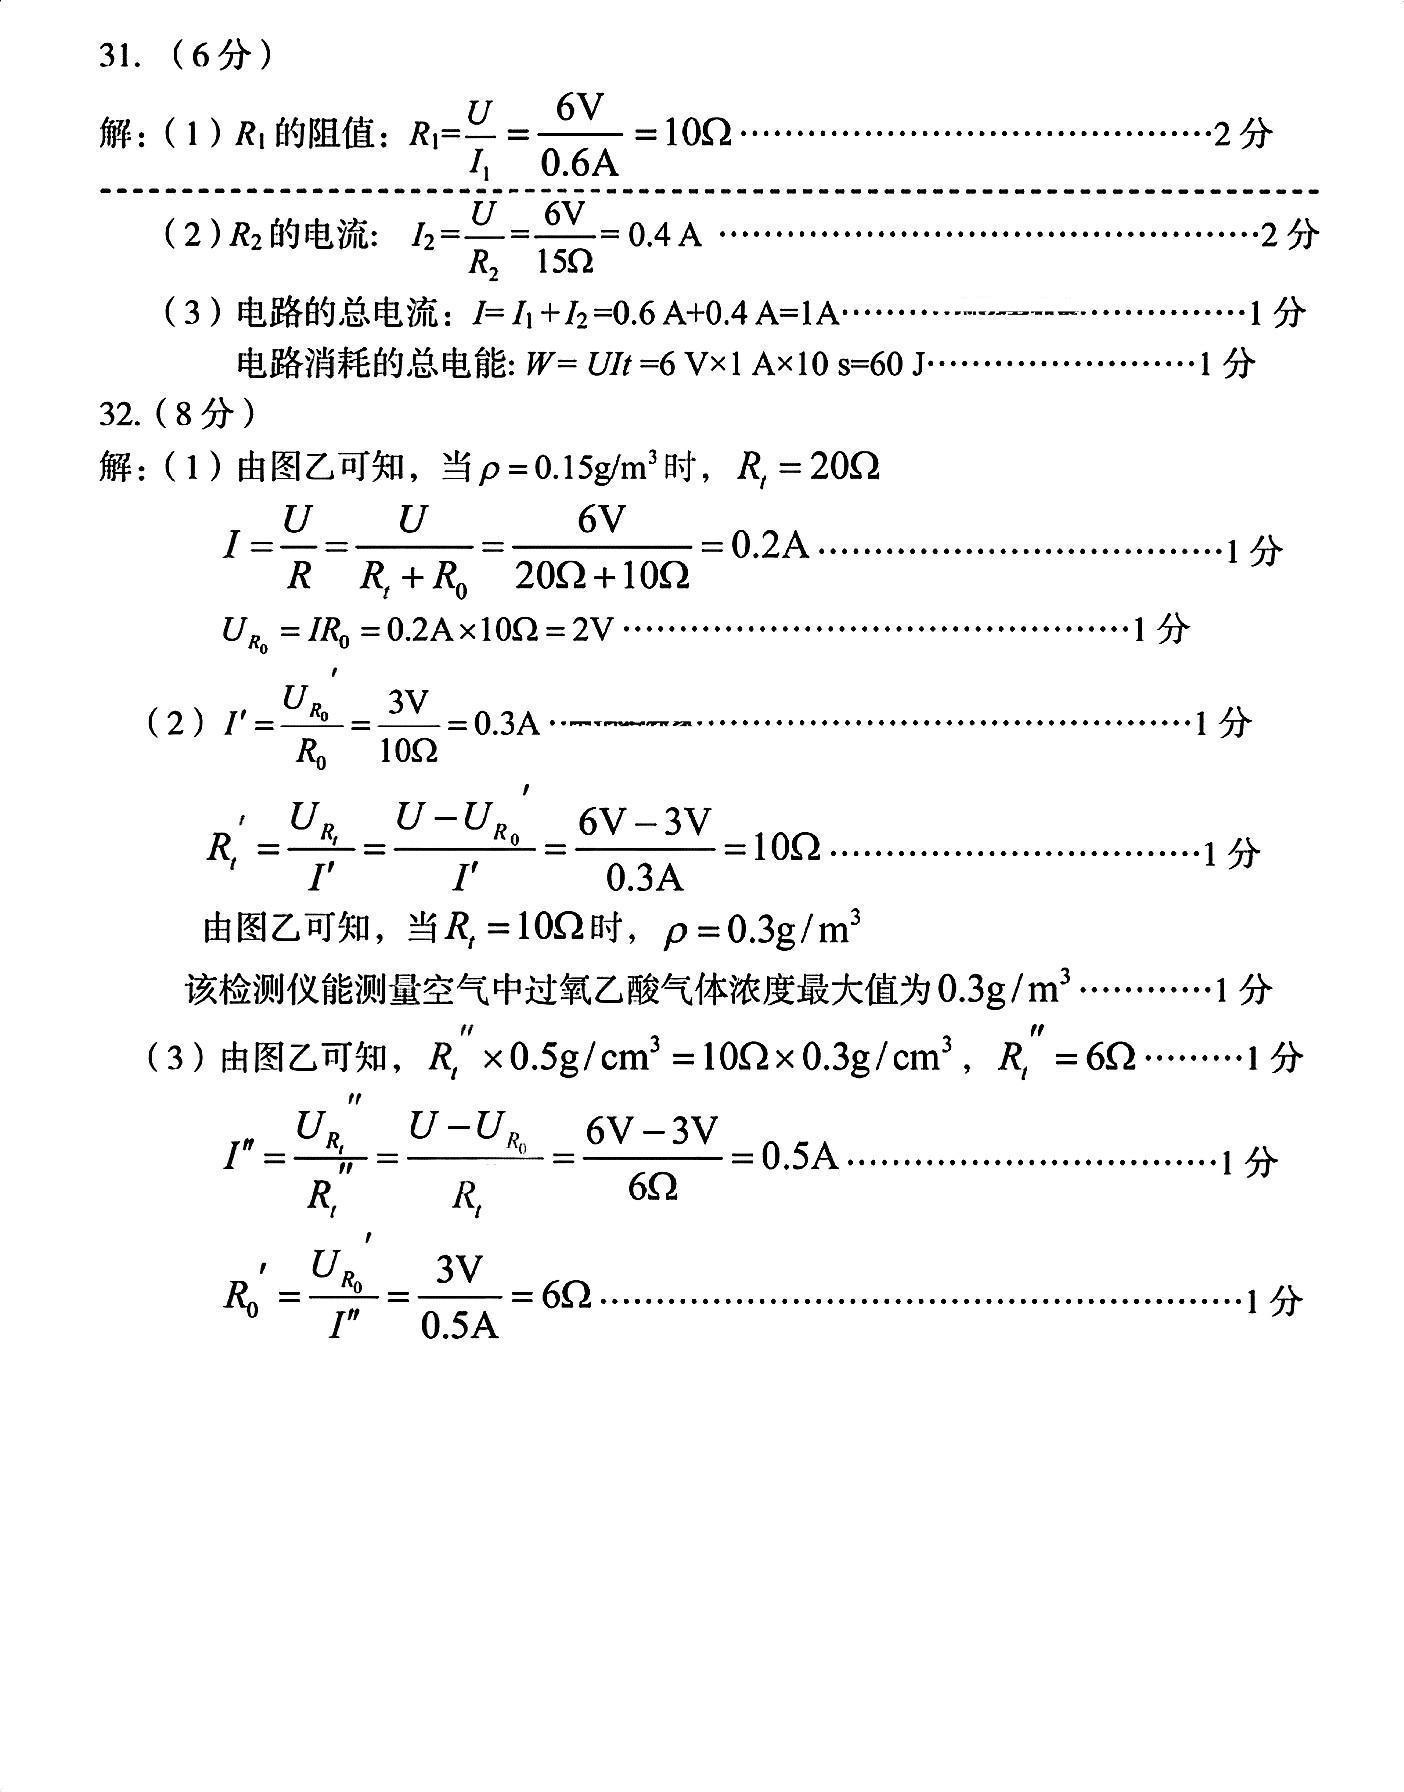 31. （6分）
解：（1）R₁的阻值：R₁=U/I₁=6V/0.6A=10Ω……………………………………2分
（2）R₂的电流： I₂=U/R₂=6V/15Ω=0.4 A ……………………………………………2分
（3）电路的总电流：I=I₁+I₂=0.6 A+0.4 A=1A………………………………1分
电路消耗的总电能: W= UIt =6 V×1 A×10 s=60 J………………………1分
32.（8分）
解：（1）由图乙可知，当ρ=0.15g/m³时，Rₜ=20Ω
I=U/R=U/(Rₜ+R₀)=6V/(20Ω+10Ω)=0.2A………………………………1分
U_R₀=IR₀=0.2A×10Ω=2V………………………………………1分
（2）I′=U_R₀′/R₀=3V/10Ω=0.3A…………………………………………………1分
Rₜ′=U_Rₜ/I′=(U−U_R₀′)/I′=(6V−3V)/0.3A=10Ω……………………………1分
由图乙可知，当Rₜ=10Ω时，ρ=0.3g/m³
该检测仪能测量空气中过氧乙酸气体浓度最大值为0.3g/m³…………1分
（3）由图乙可知，Rₜ″×0.5g/cm³=10Ω×0.3g/cm³，Rₜ″=6Ω………1分
I″=U_Rₜ″/Rₜ″=(U−U_R₀)/Rₜ=(6V−3V)/6Ω=0.5A……………………………1分
R₀′=U_R₀′/I″=3V/0.5A=6Ω…………………………………………………1分